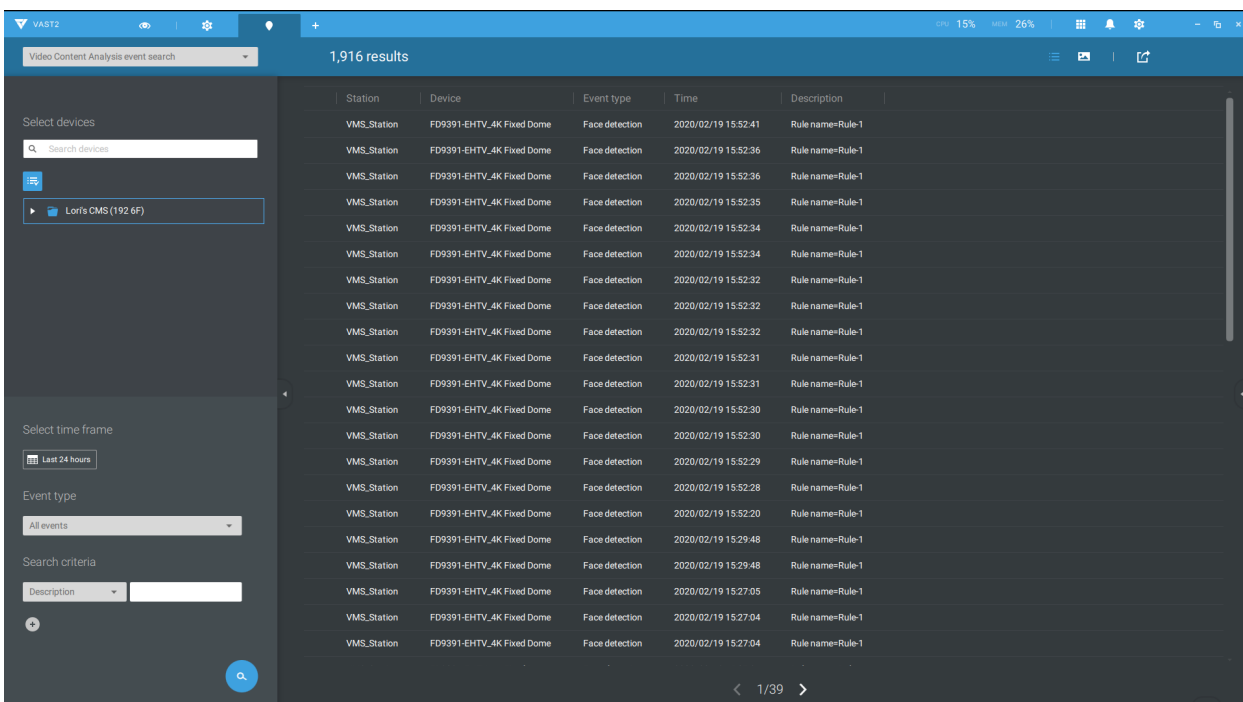 VAST2 CPU 15% MEM 26%
Video Content Analysis event search 1,916 results
Select devices
Search devices
Lori's CMS (192 6F)
Select time frame
Last 24 hours
Event type
All events
Search criteria
Description
Station Device Event type Time Description
VMS_Station FD9391-EHTV_4K Fixed Dome Face detection 2020/02/19 15:52:41 Rule name=Rule-1
VMS_Station FD9391-EHTV_4K Fixed Dome Face detection 2020/02/19 15:52:36 Rule name=Rule-1
VMS_Station FD9391-EHTV_4K Fixed Dome Face detection 2020/02/19 15:52:36 Rule name=Rule-1
VMS_Station FD9391-EHTV_4K Fixed Dome Face detection 2020/02/19 15:52:35 Rule name=Rule-1
VMS_Station FD9391-EHTV_4K Fixed Dome Face detection 2020/02/19 15:52:34 Rule name=Rule-1
VMS_Station FD9391-EHTV_4K Fixed Dome Face detection 2020/02/19 15:52:34 Rule name=Rule-1
VMS_Station FD9391-EHTV_4K Fixed Dome Face detection 2020/02/19 15:52:32 Rule name=Rule-1
VMS_Station FD9391-EHTV_4K Fixed Dome Face detection 2020/02/19 15:52:32 Rule name=Rule-1
VMS_Station FD9391-EHTV_4K Fixed Dome Face detection 2020/02/19 15:52:32 Rule name=Rule-1
VMS_Station FD9391-EHTV_4K Fixed Dome Face detection 2020/02/19 15:52:31 Rule name=Rule-1
VMS_Station FD9391-EHTV_4K Fixed Dome Face detection 2020/02/19 15:52:31 Rule name=Rule-1
VMS_Station FD9391-EHTV_4K Fixed Dome Face detection 2020/02/19 15:52:30 Rule name=Rule-1
VMS_Station FD9391-EHTV_4K Fixed Dome Face detection 2020/02/19 15:52:30 Rule name=Rule-1
VMS_Station FD9391-EHTV_4K Fixed Dome Face detection 2020/02/19 15:52:29 Rule name=Rule-1
VMS_Station FD9391-EHTV_4K Fixed Dome Face detection 2020/02/19 15:52:28 Rule name=Rule-1
VMS_Station FD9391-EHTV_4K Fixed Dome Face detection 2020/02/19 15:52:20 Rule name=Rule-1
VMS_Station FD9391-EHTV_4K Fixed Dome Face detection 2020/02/19 15:29:48 Rule name=Rule-1
VMS_Station FD9391-EHTV_4K Fixed Dome Face detection 2020/02/19 15:29:48 Rule name=Rule-1
VMS_Station FD9391-EHTV_4K Fixed Dome Face detection 2020/02/19 15:27:05 Rule name=Rule-1
VMS_Station FD9391-EHTV_4K Fixed Dome Face detection 2020/02/19 15:27:04 Rule name=Rule-1
VMS_Station FD9391-EHTV_4K Fixed Dome Face detection 2020/02/19 15:27:04 Rule name=Rule-1
1/39